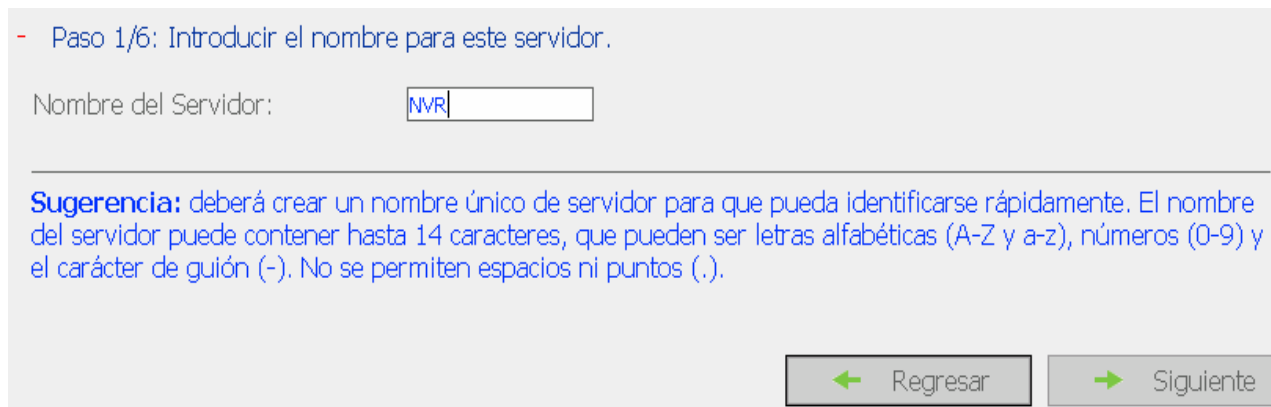 - Paso 1/6: Introducir el nombre para este servidor.
Nombre del Servidor: NVR
Sugerencia: deberá crear un nombre único de servidor para que pueda identificarse rápidamente. El nombre
del servidor puede contener hasta 14 caracteres, que pueden ser letras alfabéticas (A-Z y a-z), números (0-9) y
el carácter de guión (-). No se permiten espacios ni puntos (.).
Regresar Siguiente